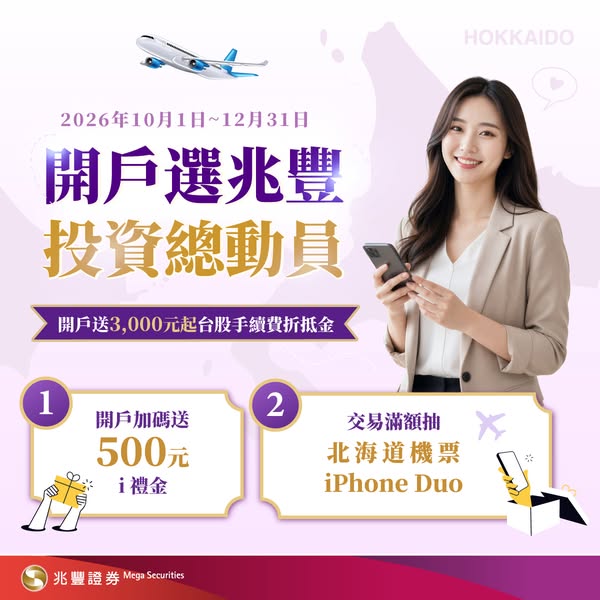 HOKKAIDO
2026年10月1日~12月31日
開戶選兆豐
投資總動員
開戶送3,000元起台股手續費折抵金
1
開戶加碼送
500元
i 禮金
2
交易滿額抽
北海道機票
iPhone Duo
兆豐證券 Mega Securities